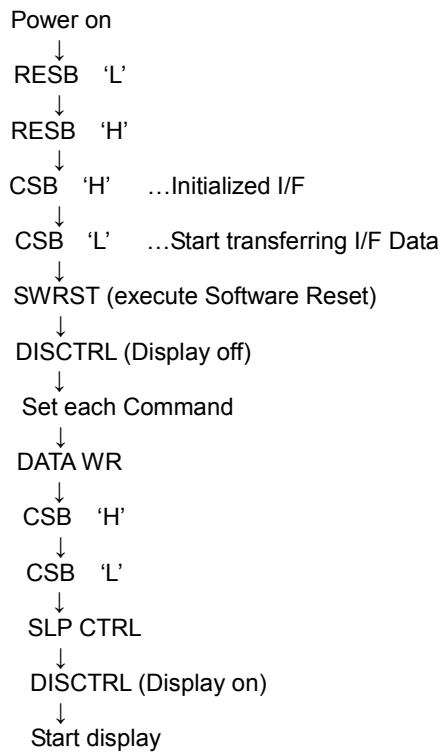 Power on
↓
RESB ‘L’
↓
RESB ‘H’
↓
CSB ‘H’ …Initialized I/F
↓
CSB ‘L’ …Start transferring I/F Data
↓
SWRST (execute Software Reset)
↓
DISCTRL (Display off)
↓
Set each Command
↓
DATA WR
↓
CSB ‘H’
↓
CSB ‘L’
↓
SLP CTRL
↓
DISCTRL (Display on)
↓
Start display